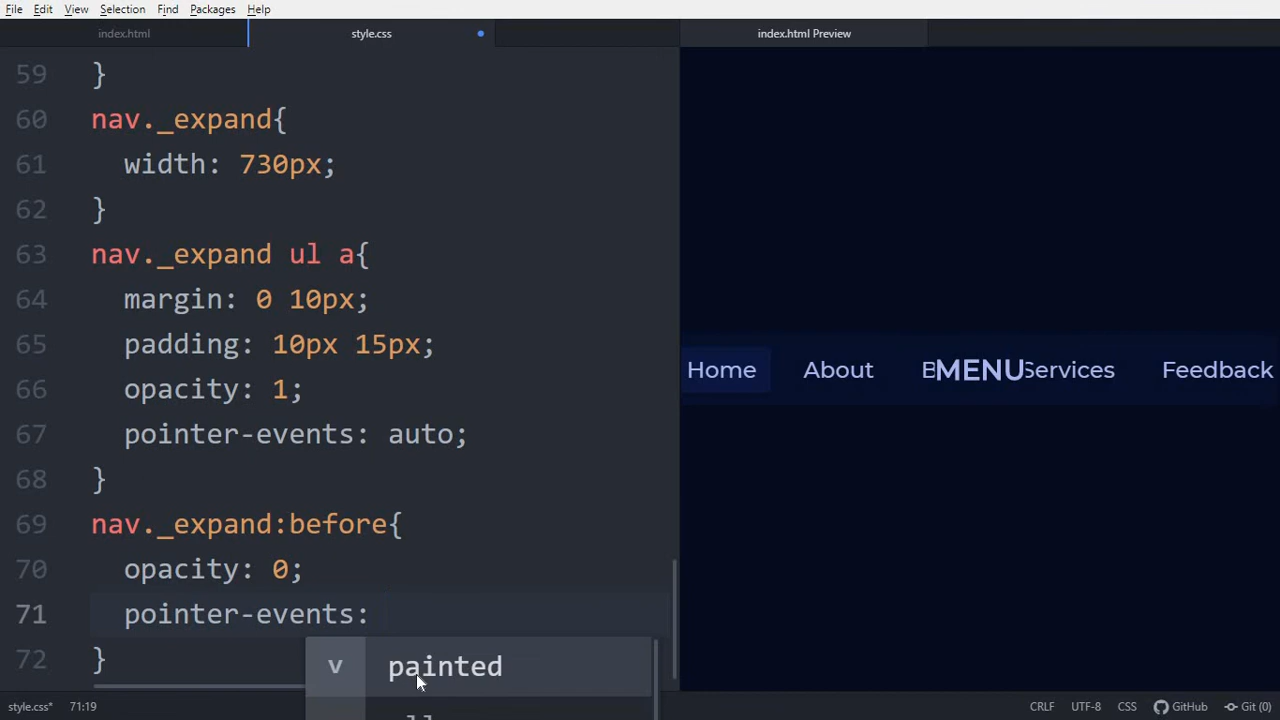 File Edit View Selection Find Packages Help
index.html style.css index.html Preview
59 }
60 nav._expand{
61 width: 730px;
62 }
63 nav._expand ul a{
64 margin: 0 10px;
65 padding: 10px 15px;
66 opacity: 1;
67 pointer-events: auto;
68 }
69 nav._expand:before{
70 opacity: 0;
71 pointer-events:
72 }
v painted
Home About B MENU Services Feedback
style.css* 71:19 CRLF UTF-8 CSS GitHub Git (0)